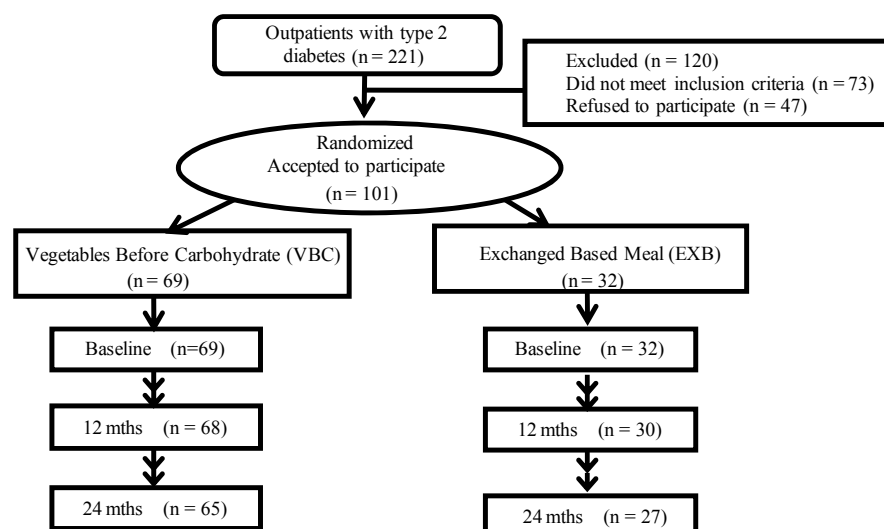 Outpatients with type 2
diabetes (n = 221)
Excluded (n = 120)
Did not meet inclusion criteria (n = 73)
Refused to participate (n = 47)
Randomized
Accepted to participate
(n = 101)
Vegetables Before Carbohydrate (VBC)
(n = 69)
Exchanged Based Meal (EXB)
(n = 32)
Baseline (n=69)
Baseline (n = 32)
12 mths (n = 68)
12 mths (n = 30)
24 mths (n = 65)
24 mths (n = 27)